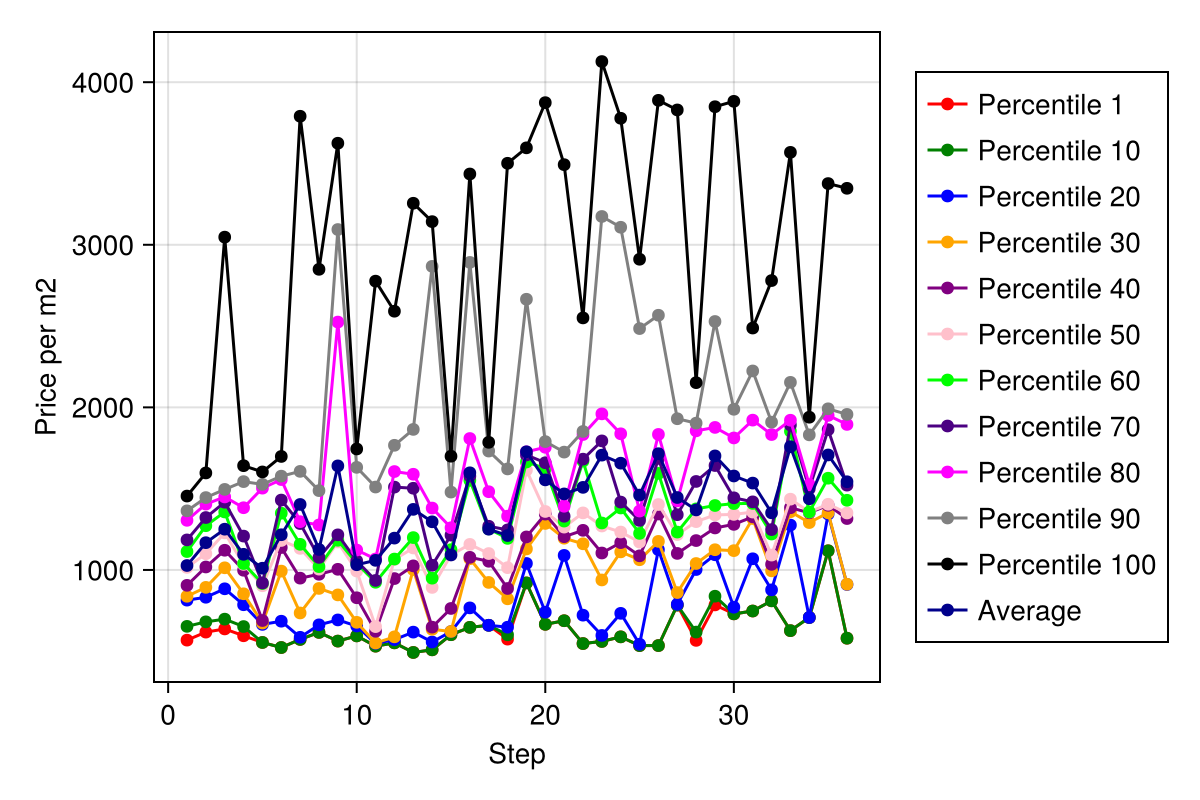 4000
3000
2000
1000
Price per m2
0 10 20 30
Step
Percentile 1
Percentile 10
Percentile 20
Percentile 30
Percentile 40
Percentile 50
Percentile 60
Percentile 70
Percentile 80
Percentile 90
Percentile 100
Average